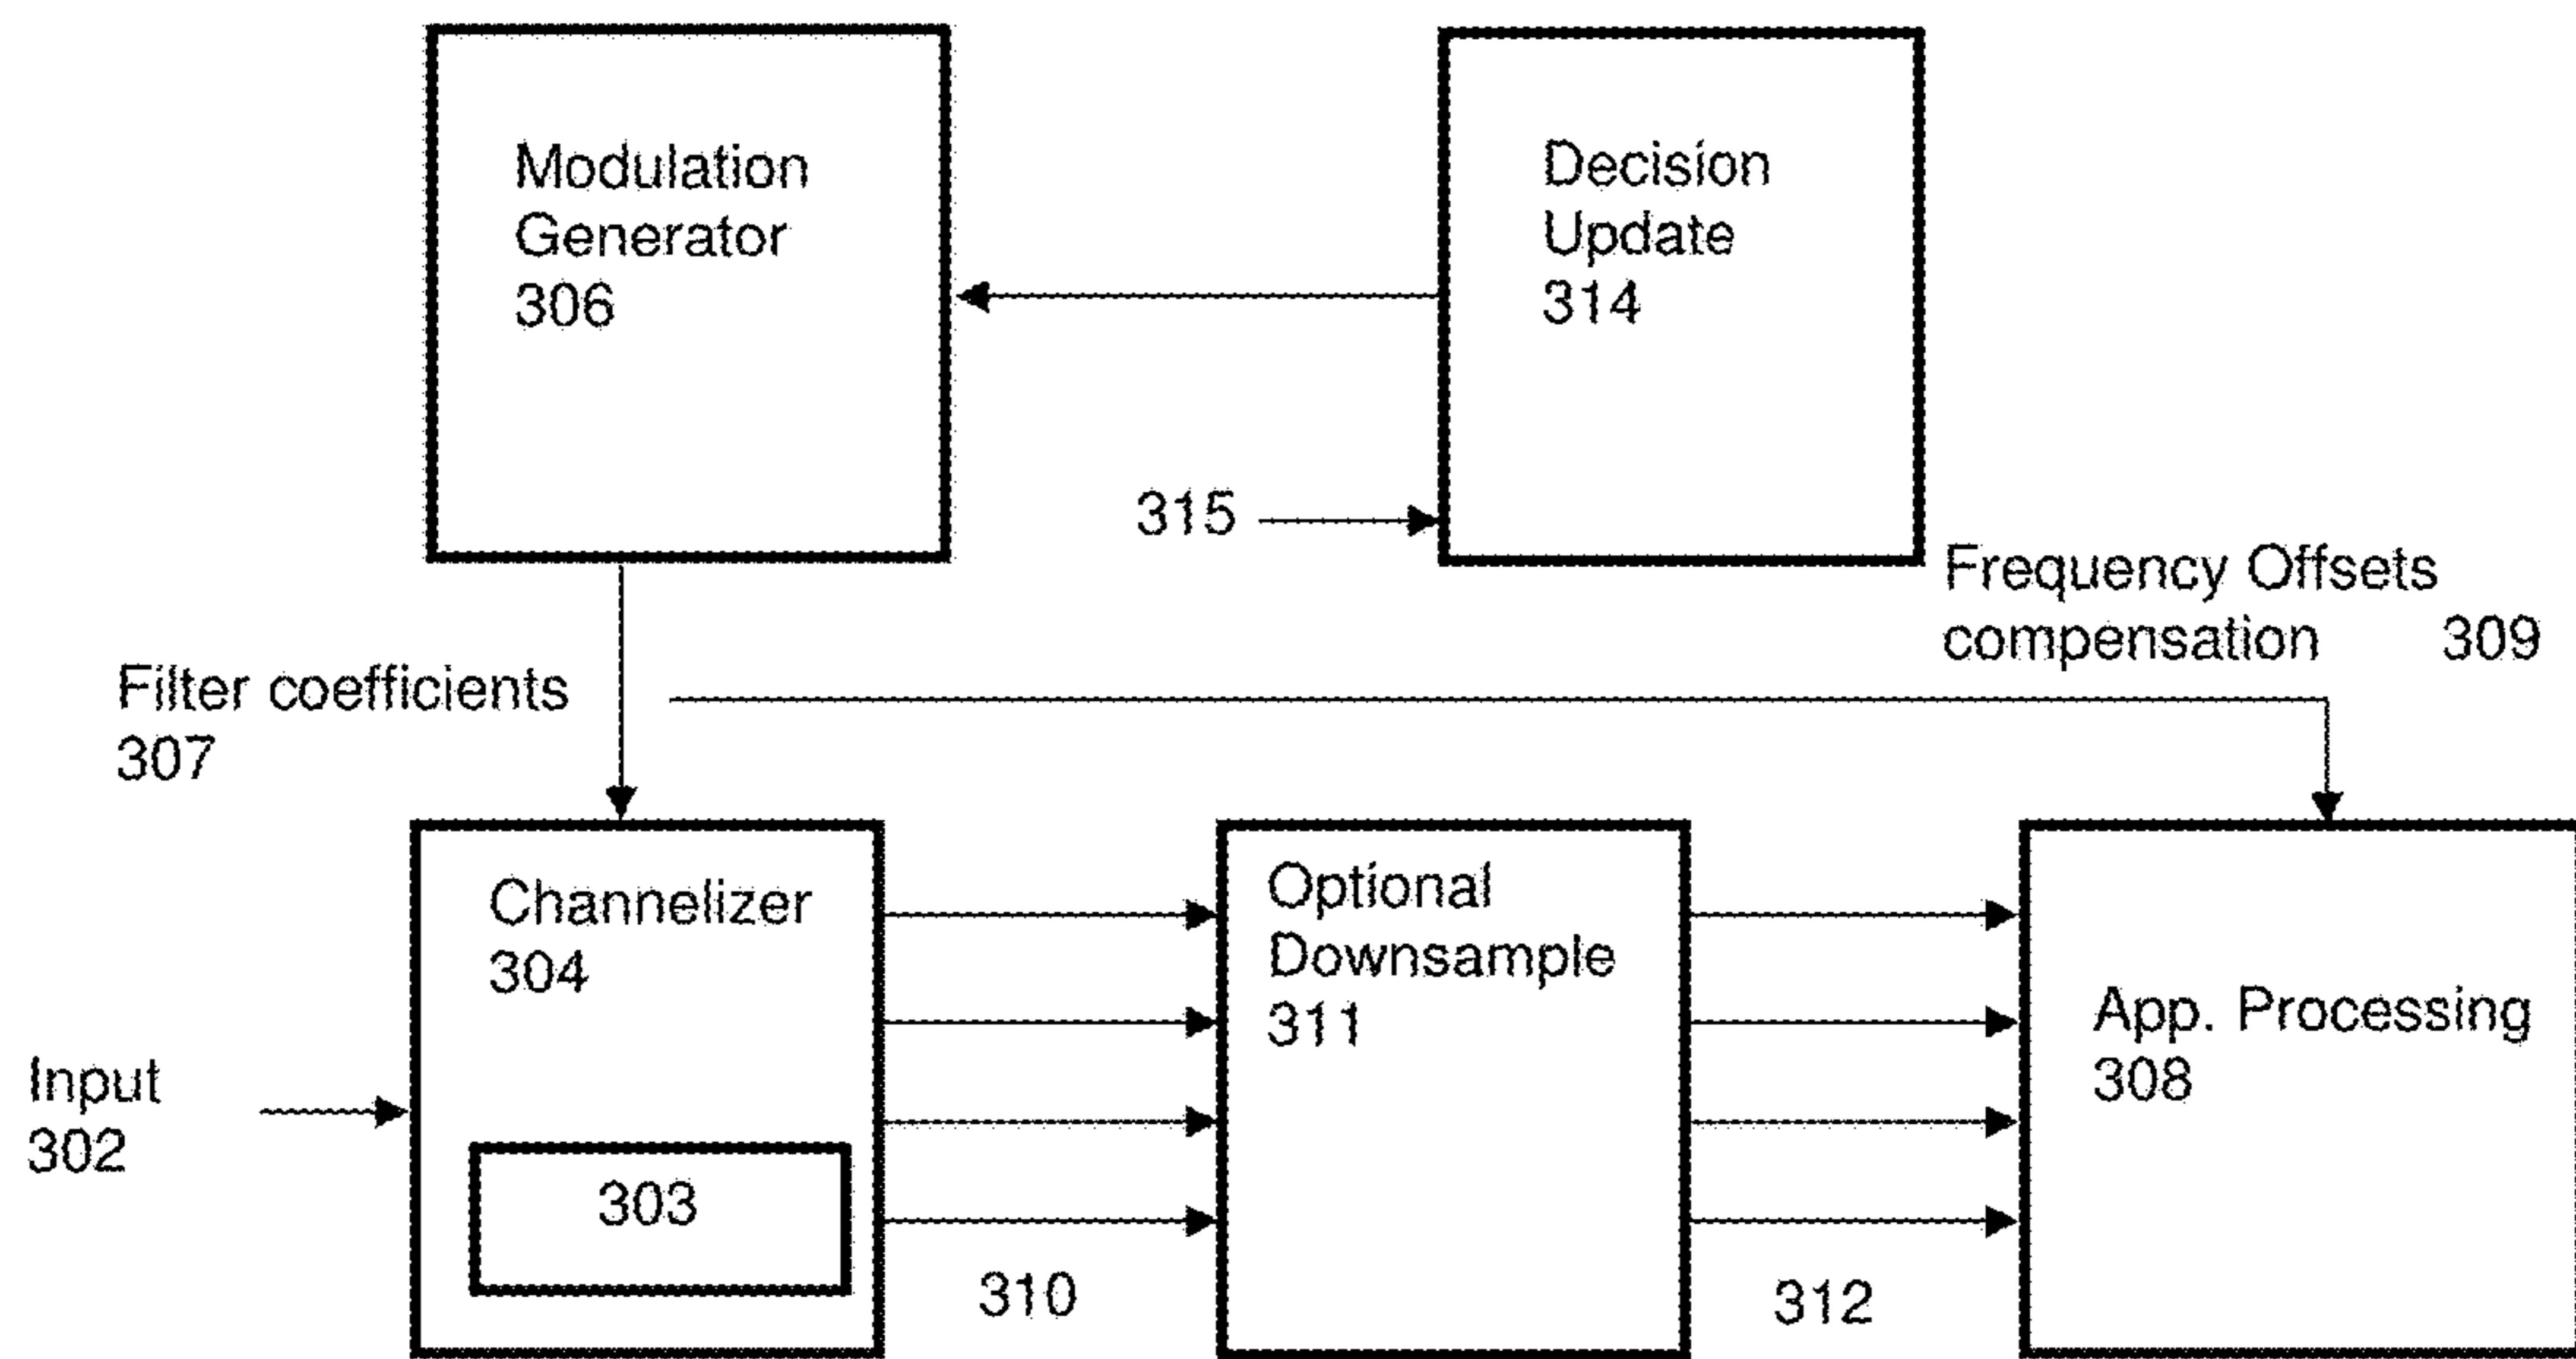 Modulation
Generator
306
Decision
Update
314
315
Frequency Offsets
compensation 309
Filter coefficients
307
Channelizer
304
Optional
Downsample
311
App. Processing
308
Input
302
303
310
312